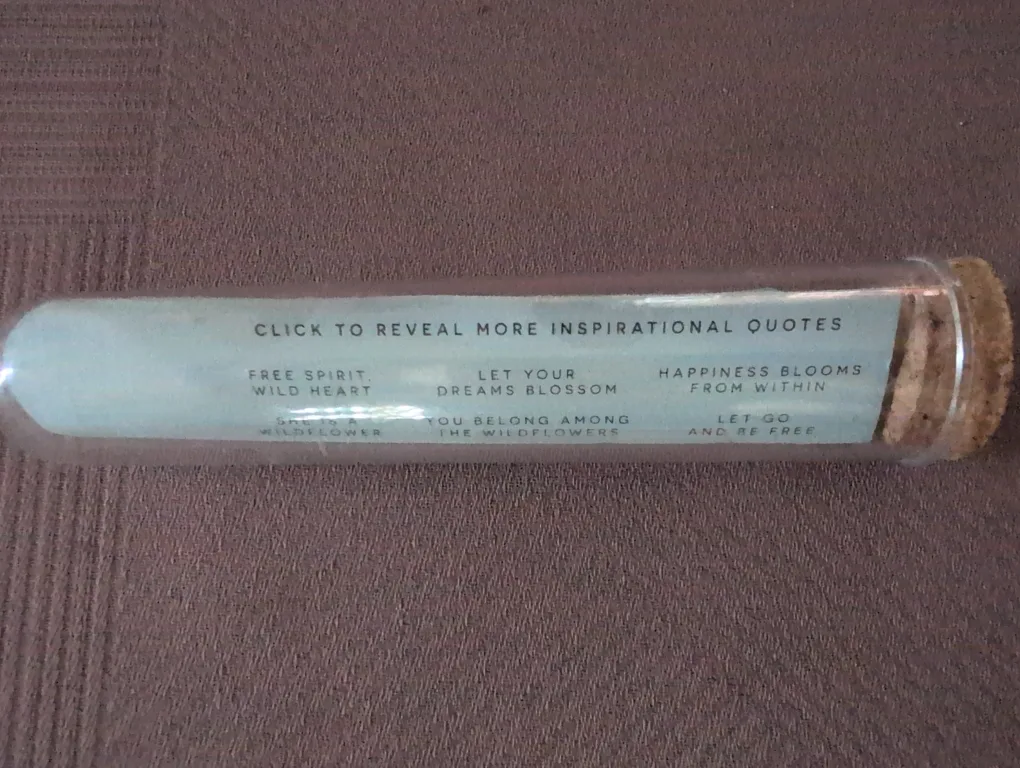 CLICK TO REVEAL MORE INSPIRATIONAL QUOTES
FREE SPIRIT,
WILD HEART
LET YOUR
DREAMS BLOSSOM
HAPPINESS BLOOMS
FROM WITHIN
SHE IS A
WILDFLOWER
YOU BELONG AMONG
THE WILDFLOWERS
LET GO
AND BE FREE